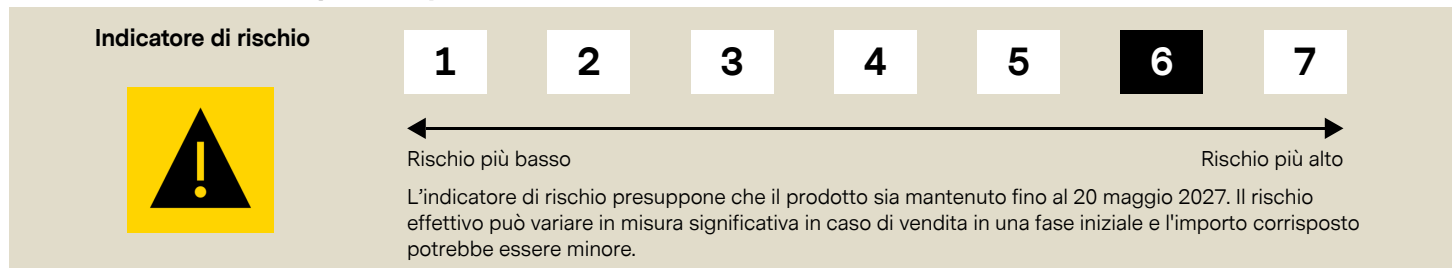 Indicatore di rischio
1 2 3 4 5 6 7
Rischio più basso Rischio più alto
L'indicatore di rischio presuppone che il prodotto sia mantenuto fino al 20 maggio 2027. Il rischio
effettivo può variare in misura significativa in caso di vendita in una fase iniziale e l'importo corrisposto
potrebbe essere minore.